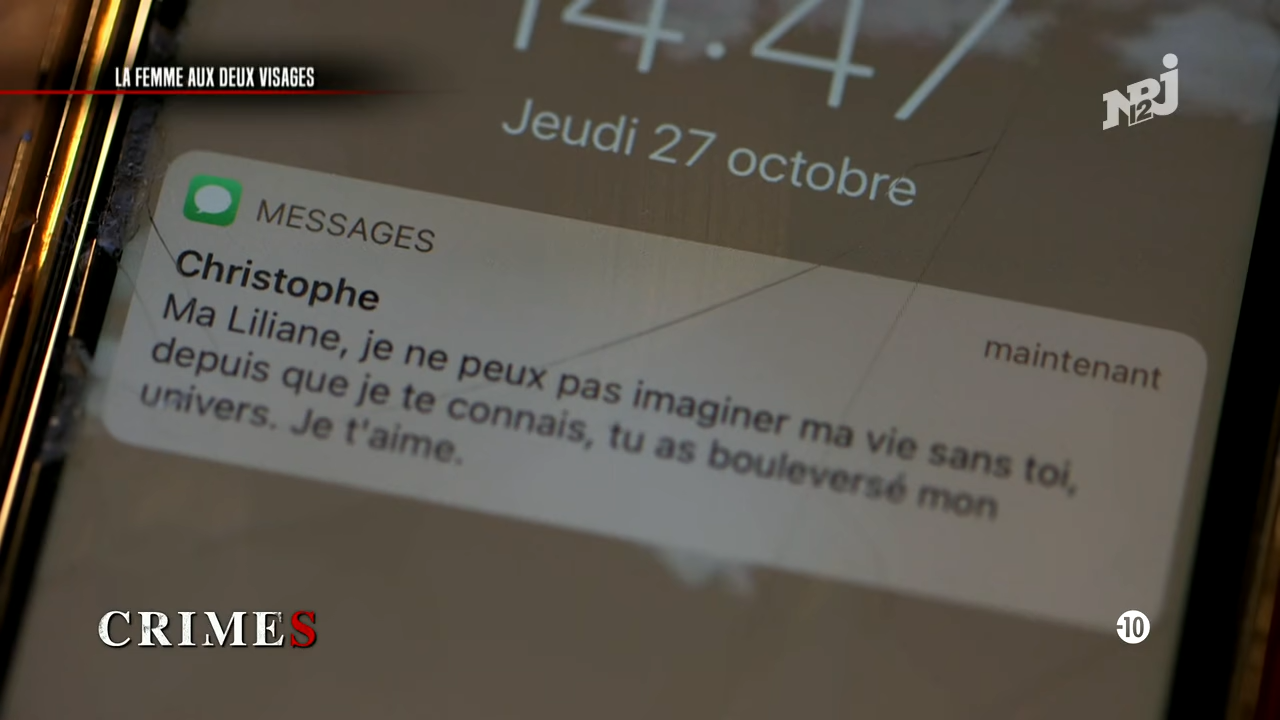 LA FEMME AUX DEUX VISAGES
NRJ
12
14:47
Jeudi 27 octobre
MESSAGES
maintenant
Christophe
Ma Liliane, je ne peux pas imaginer ma vie sans toi,
depuis que je te connais, tu as bouleversé mon
univers. Je t'aime.
CRIMES
-10